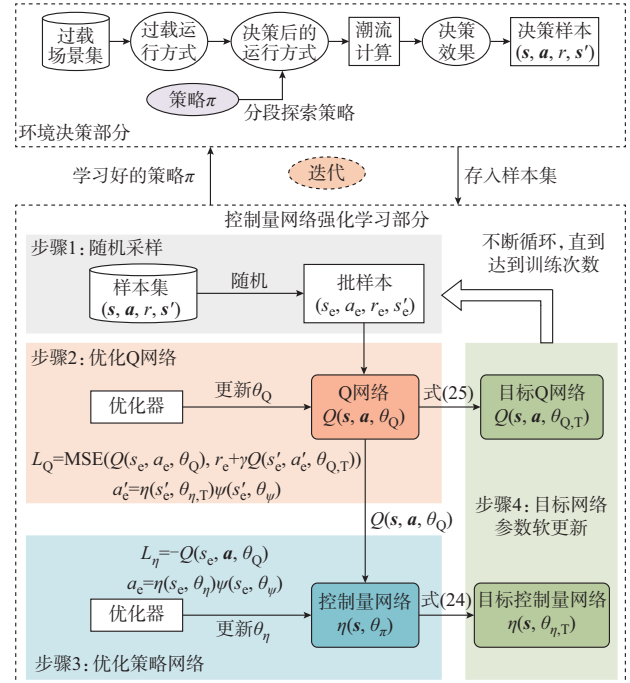 过载
场景集
过载运
行方式
决策后的
运行方式
潮流
计算
决策
效果
决策样本
(s, a, r, s′)
策略π
分段探索策略
环境决策部分
学习好的策略π
迭代
存入样本集
控制量网络强化学习部分
步骤1:随机采样
不断循环, 直到
达到训练次数
样本集
(s, a, r, s′)
随机
批样本
(sₑ, aₑ, rₑ, s′ₑ)
步骤2:优化Q网络
优化器
更新θ_Q
Q网络
Q(s, a, θ_Q)
式(25)
目标Q网络
Q(s, a, θ_{Q,T})
L_Q=MSE(Q(sₑ, aₑ, θ_Q), rₑ+γQ(s′ₑ, a′ₑ, θ_{Q,T}))
a′ₑ=η(s′ₑ, θ_{η,T})ψ(s′ₑ, θ_ψ)
步骤4:目标网络
参数软更新
Q(s, a, θ_Q)
L_η=−Q(sₑ, a, θ_Q)
aₑ=η(sₑ, θ_η)ψ(sₑ, θ_ψ)
优化器
更新θ_η
控制量网络
η(s, θ_π)
式(24)
目标控制量网络
η(s, θ_{η,T})
步骤3:优化策略网络